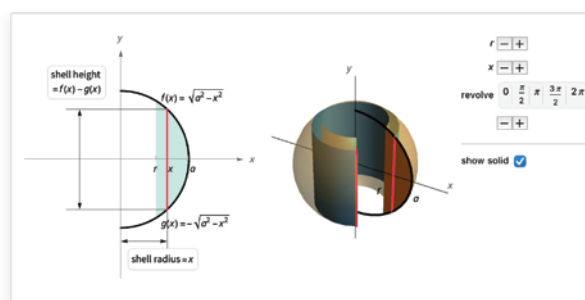 y
shell height
= f(x) – g(x)
f(x) = √a² – x²
r
x
a
x
g(x) = –√a² – x²
shell radius = x
y
r
a
x
r – +
x – +
revolve 0 π/2 π 3π/2 2π
– +
show solid